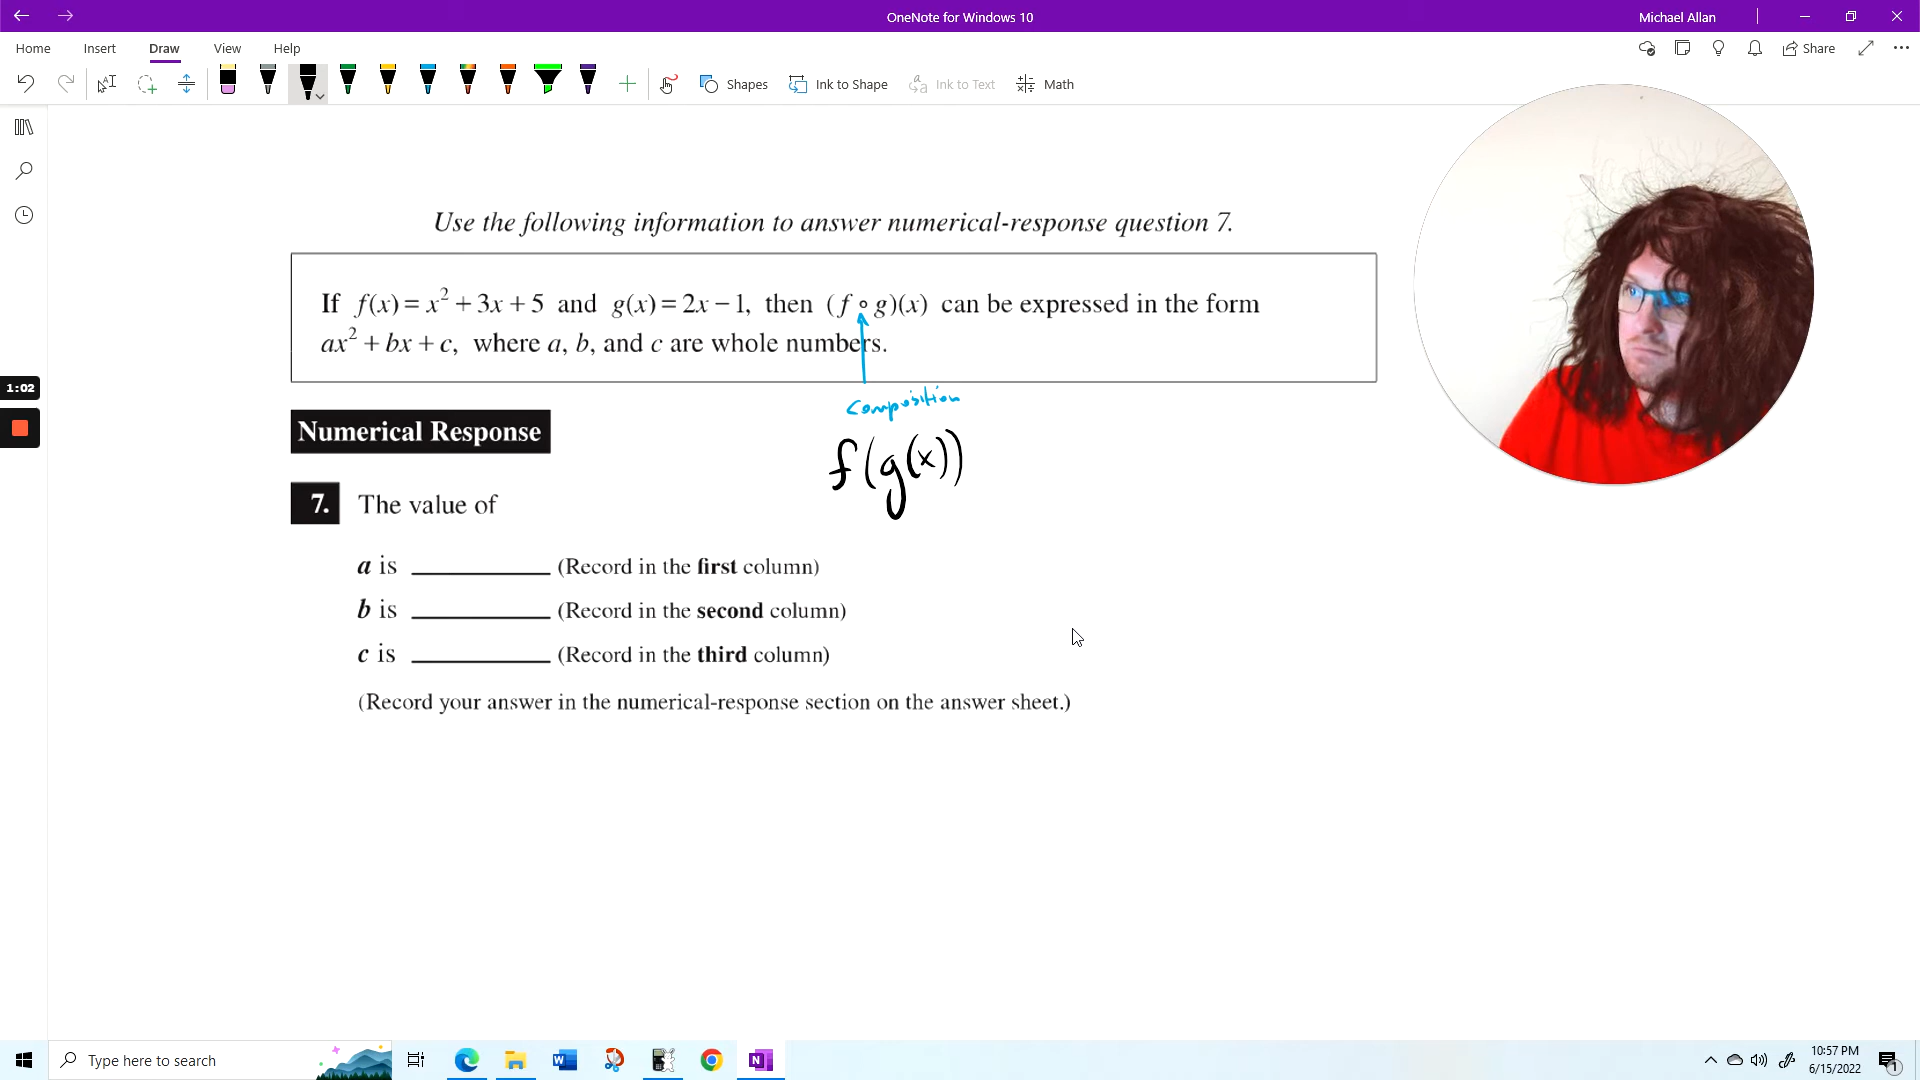 OneNote for Windows 10
Michael Allan
Home Insert Draw View Help
Share
Shapes Ink to Shape Ink to Text Math
Use the following information to answer numerical-response question 7.
If f(x) = x² + 3x + 5 and g(x) = 2x − 1, then (f ∘ g)(x) can be expressed in the form
ax² + bx + c, where a, b, and c are whole numbers.
1:02
composition
Numerical Response
f(g(x))
7. The value of
a is __________ (Record in the first column)
b is __________ (Record in the second column)
c is __________ (Record in the third column)
(Record your answer in the numerical-response section on the answer sheet.)
Type here to search
10:57 PM
6/15/2022
1